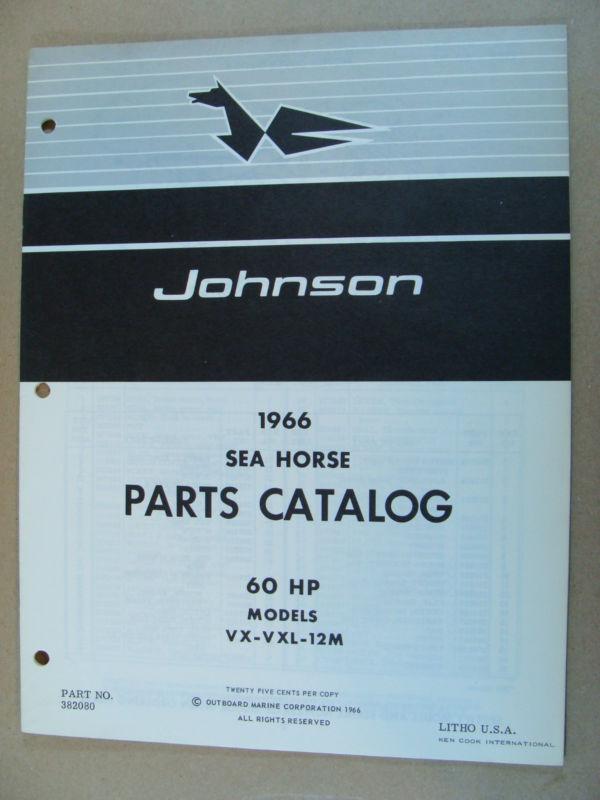 Johnson
1966
SEA HORSE
PARTS CATALOG
60 HP
MODELS
VX-VXL-12M
TWENTY FIVE CENTS PER COPY
© OUTBOARD MARINE CORPORATION 1966
ALL RIGHTS RESERVED
PART NO.
382080
LITHO U.S.A.
KEN COOK INTERNATIONAL